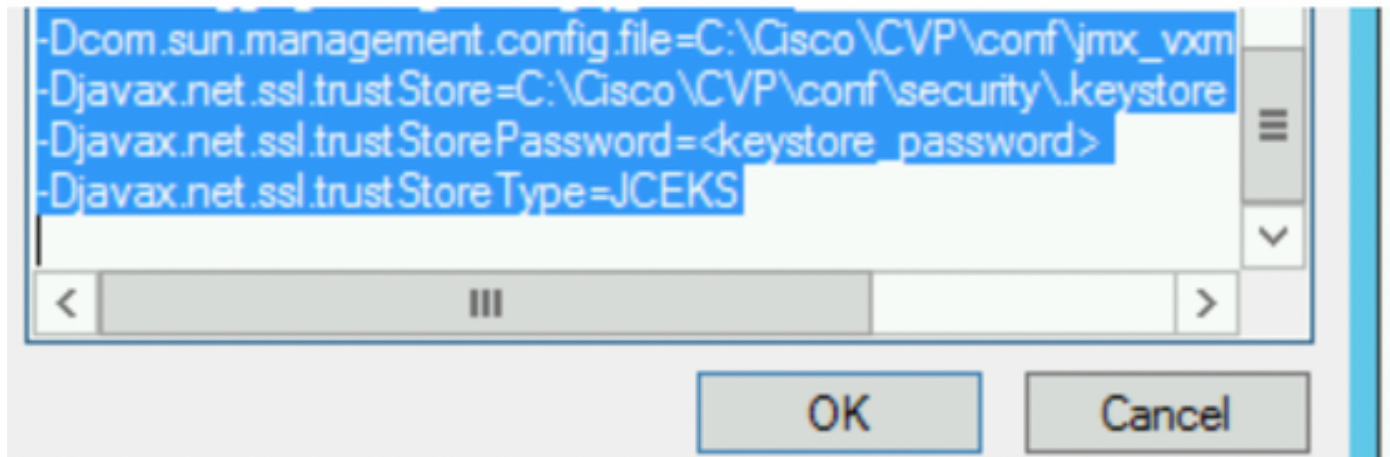 -Dcom.sun.management.config.file=C:\Cisco\CVP\conf\jmx_vxm
-Djavax.net.ssl.trustStore=C:\Cisco\CVP\conf\security\.keystore
-Djavax.net.ssl.trustStorePassword=<keystore_password>
-Djavax.net.ssl.trustStoreType=JCEKS
OK Cancel